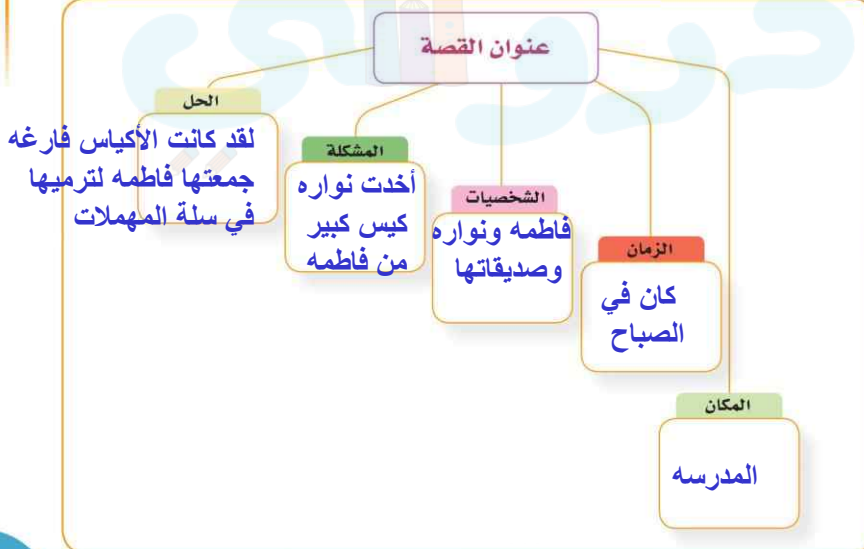 عنوان القصة
المكان
المدرسه
الزمان
كان في
الصباح
الشخصيات
فاطمه ونواره
وصديقاتها
المشكلة
أخدت نواره
كيس كبير
من فاطمه
الحل
لقد كانت الأكياس فارغه
جمعتها فاطمه لترميها
في سلة المهملات